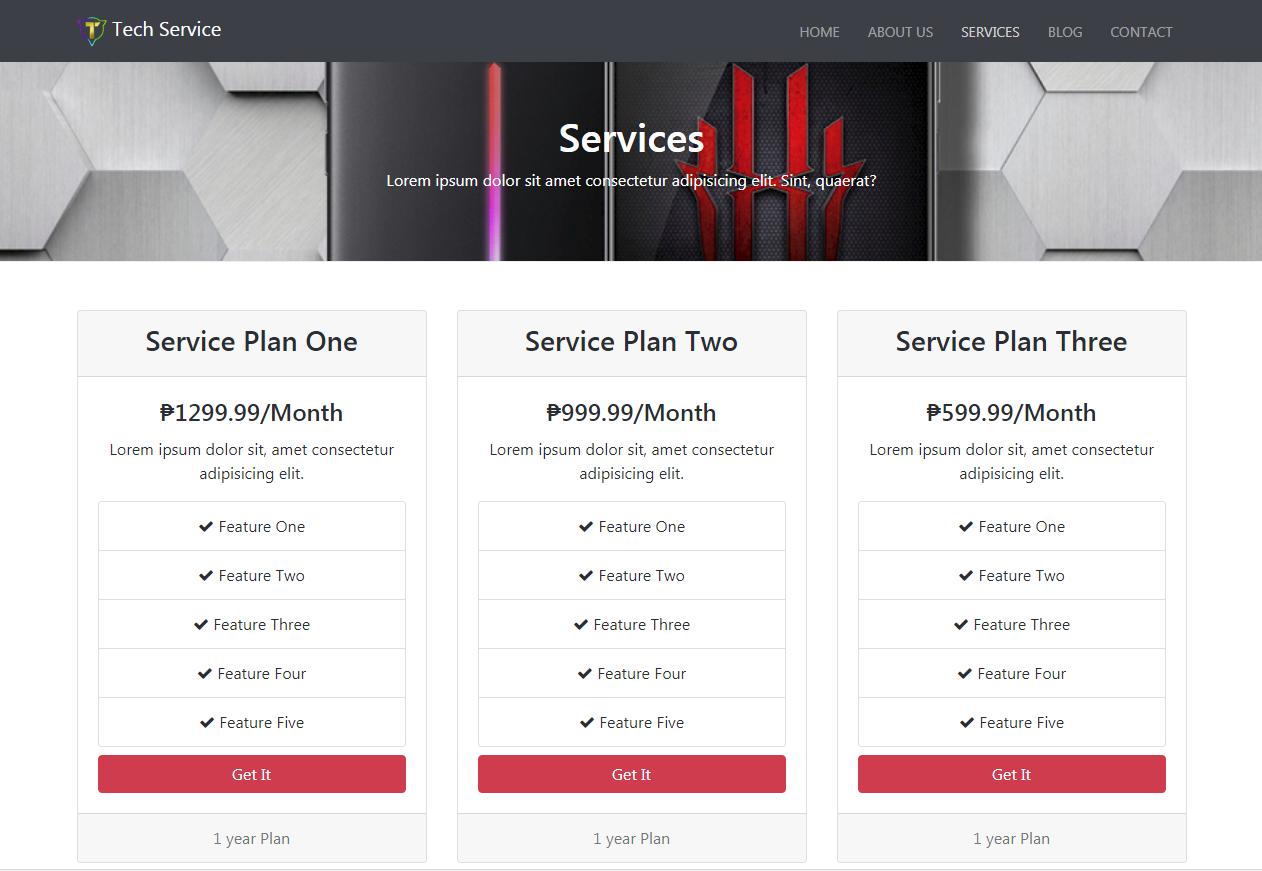 Tech Service
HOME ABOUT US SERVICES BLOG CONTACT
Services
Lorem ipsum dolor sit amet consectetur adipisicing elit. Sint, quaerat?
Service Plan One
₱1299.99/Month
Lorem ipsum dolor sit, amet consectetur
adipisicing elit.
✔ Feature One
✔ Feature Two
✔ Feature Three
✔ Feature Four
✔ Feature Five
Get It
1 year Plan
Service Plan Two
₱999.99/Month
Lorem ipsum dolor sit, amet consectetur
adipisicing elit.
✔ Feature One
✔ Feature Two
✔ Feature Three
✔ Feature Four
✔ Feature Five
Get It
1 year Plan
Service Plan Three
₱599.99/Month
Lorem ipsum dolor sit, amet consectetur
adipisicing elit.
✔ Feature One
✔ Feature Two
✔ Feature Three
✔ Feature Four
✔ Feature Five
Get It
1 year Plan